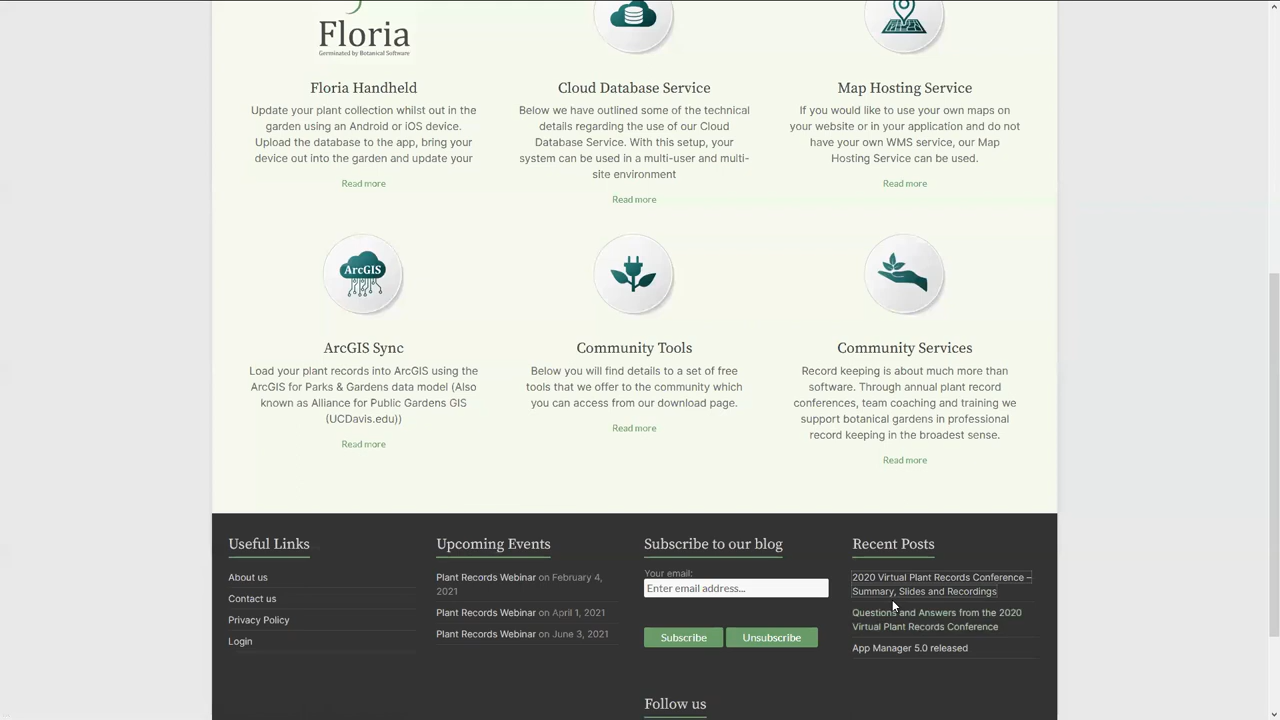 Floria
Germinated by Botanical Software
Floria Handheld
Update your plant collection whilst out in the
garden using an Android or iOS device.
Upload the database to the app, bring your
device out into the garden and update your
Read more
Cloud Database Service
Below we have outlined some of the technical
details regarding the use of our Cloud
Database Service. With this setup, your
system can be used in a multi-user and multi-
site environment
Read more
Map Hosting Service
If you would like to use your own maps on
your website or in your application and do not
have your own WMS service, our Map
Hosting Service can be used.
Read more
ArcGIS
ArcGIS Sync
Load your plant records into ArcGIS using the
ArcGIS for Parks & Gardens data model (Also
known as Alliance for Public Gardens GIS
(UCDavis.edu))
Read more
Community Tools
Below you will find details to a set of free
tools that we offer to the community which
you can access from our download page.
Read more
Community Services
Record keeping is about much more than
software. Through annual plant record
conferences, team coaching and training we
support botanical gardens in professional
record keeping in the broadest sense.
Read more
Useful Links
About us
Contact us
Privacy Policy
Login
Upcoming Events
Plant Records Webinar on February 4,
2021
Plant Records Webinar on April 1, 2021
Plant Records Webinar on June 3, 2021
Subscribe to our blog
Your email:
Enter email address...
Subscribe
Unsubscribe
Follow us
Recent Posts
2020 Virtual Plant Records Conference –
Summary, Slides and Recordings
Questions and Answers from the 2020
Virtual Plant Records Conference
App Manager 5.0 released